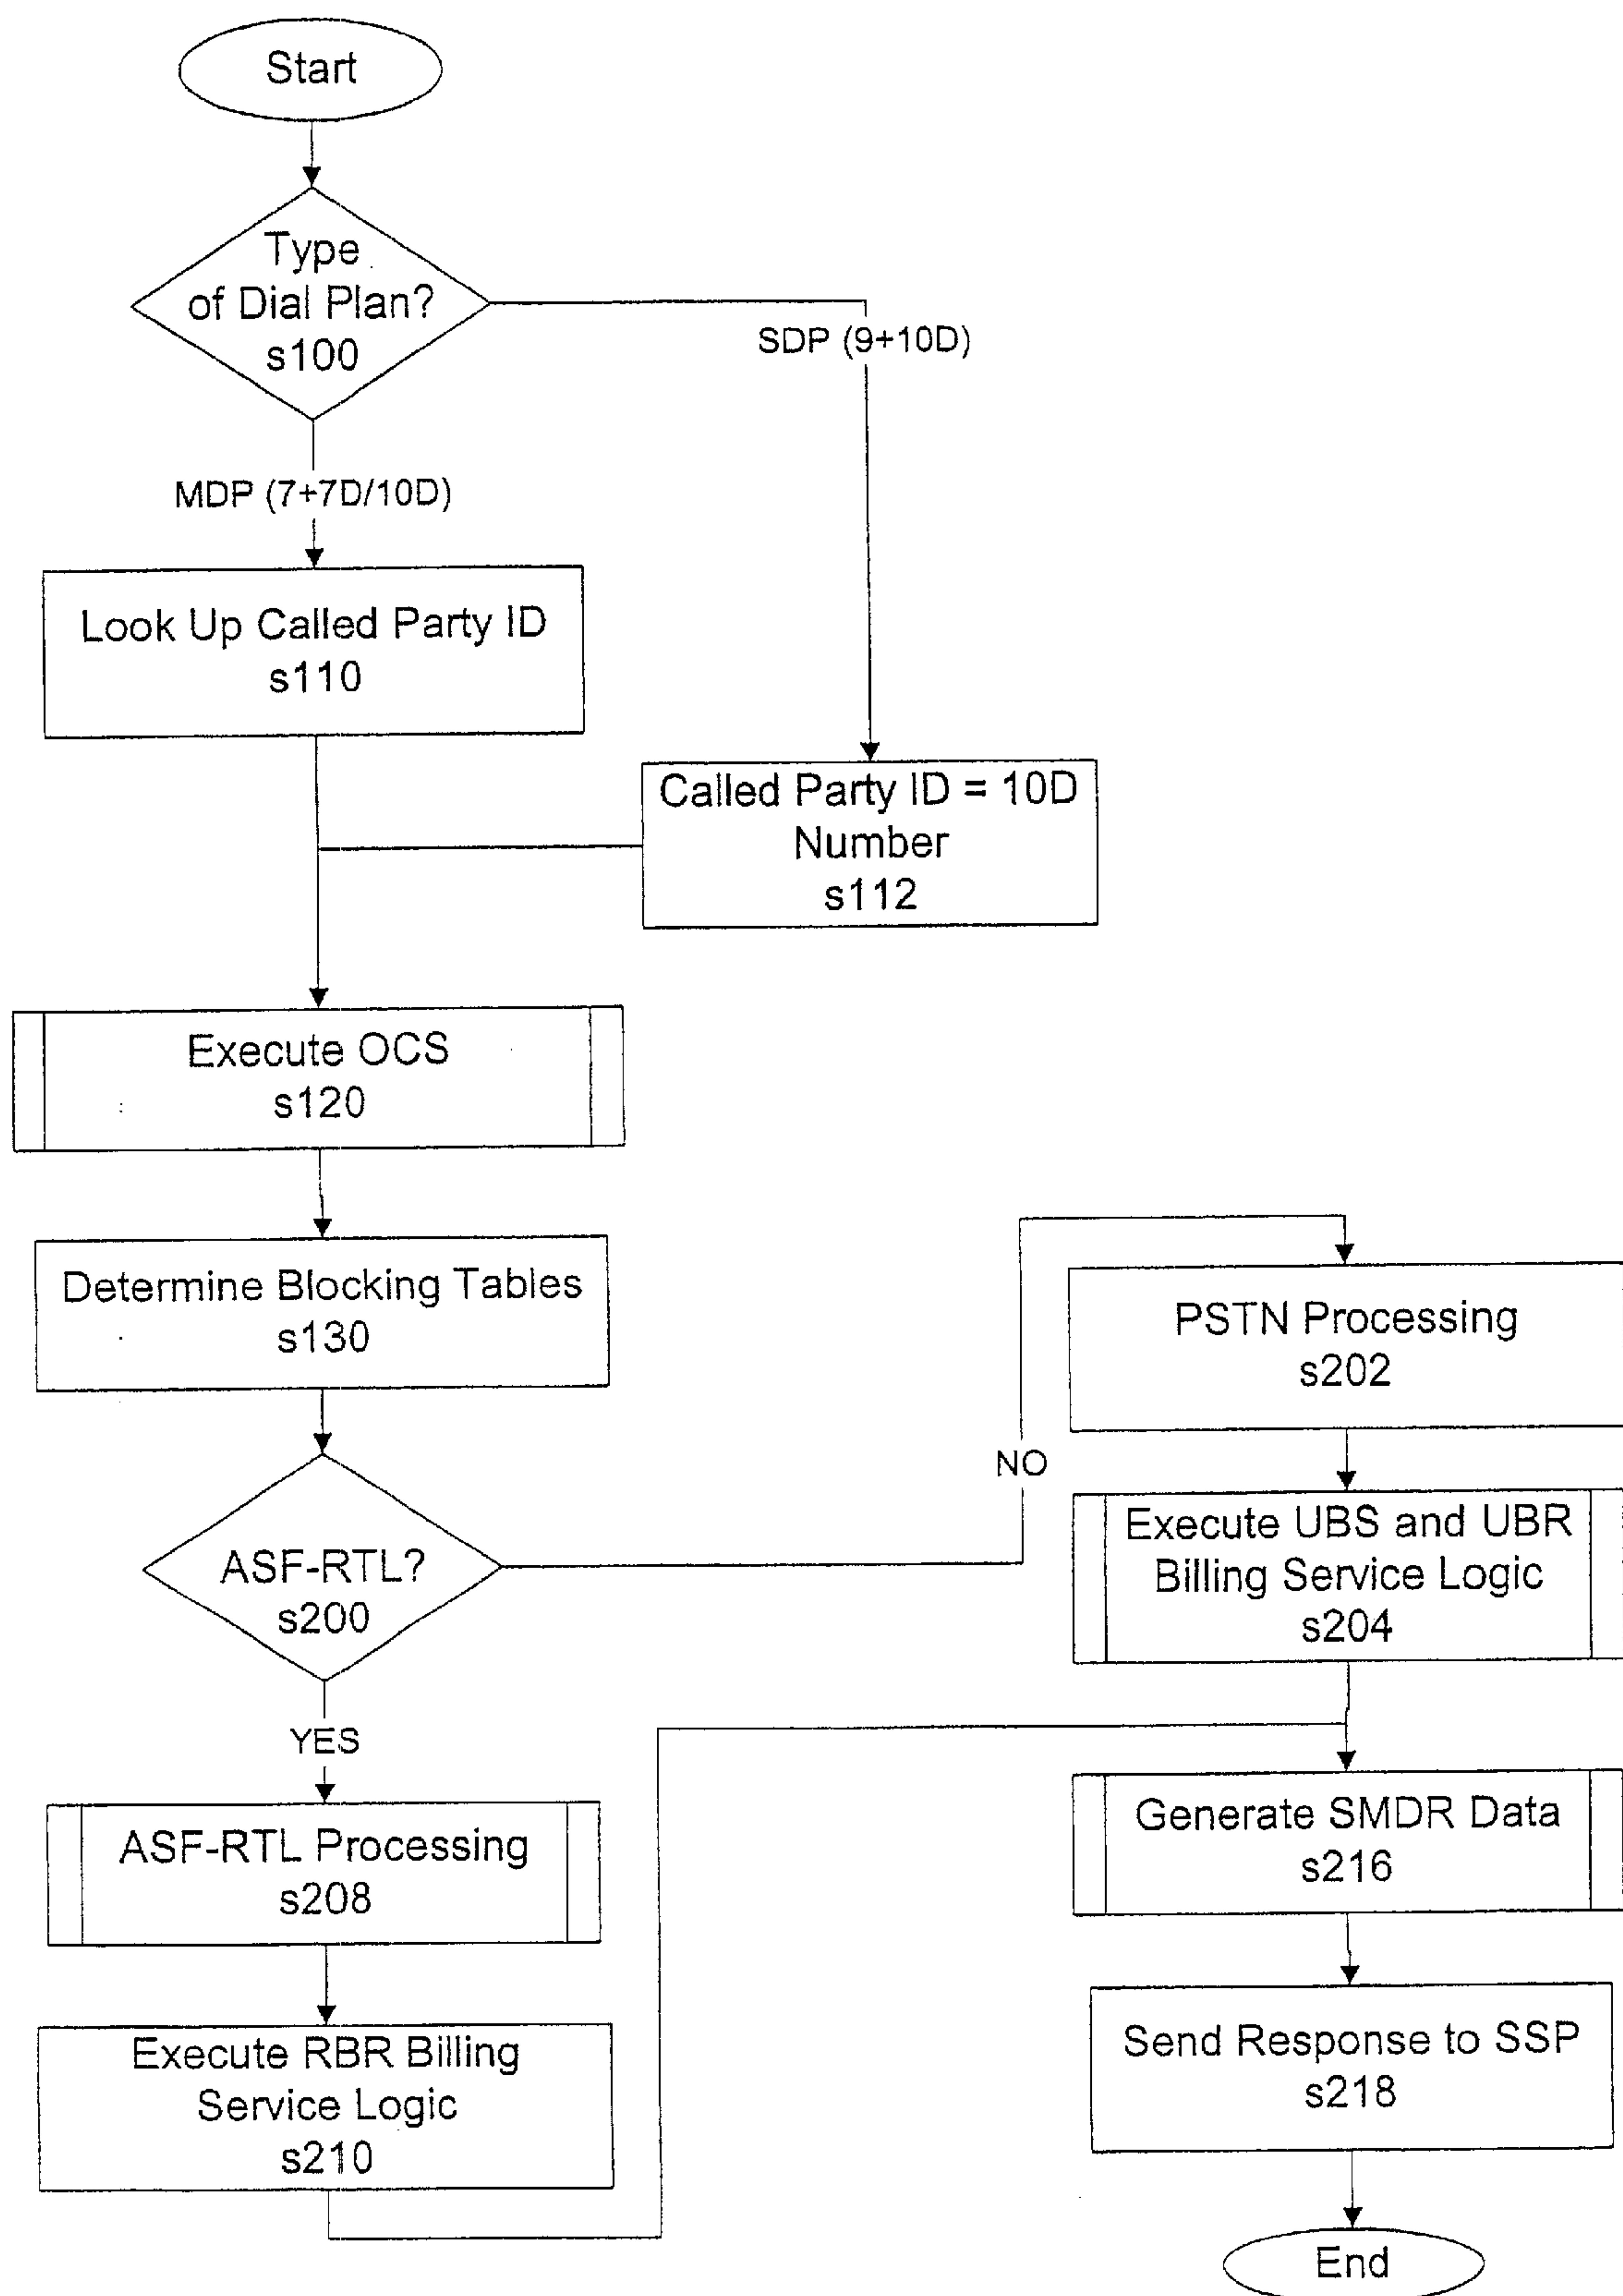 Start
Type
of Dial Plan?
s100
SDP (9+10D)
MDP (7+7D/10D)
Look Up Called Party ID
s110
Called Party ID = 10D
Number
s112
Execute OCS
s120
Determine Blocking Tables
s130
ASF-RTL?
s200
NO
YES
PSTN Processing
s202
Execute UBS and UBR
Billing Service Logic
s204
ASF-RTL Processing
s208
Execute RBR Billing
Service Logic
s210
Generate SMDR Data
s216
Send Response to SSP
s218
End